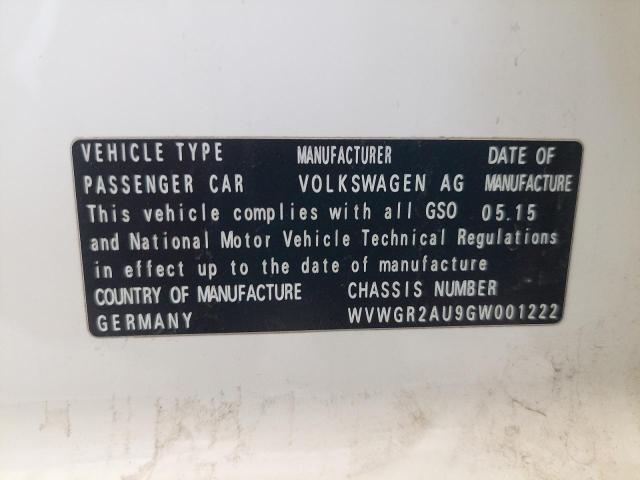 VEHICLE TYPE MANUFACTURER DATE OF
PASSENGER CAR VOLKSWAGEN AG MANUFACTURE
This vehicle complies with all GSO 05.15
and National Motor Vehicle Technical Regulations
in effect up to the date of manufacture
COUNTRY OF MANUFACTURE CHASSIS NUMBER
GERMANY WVWGR2AU9GW001222